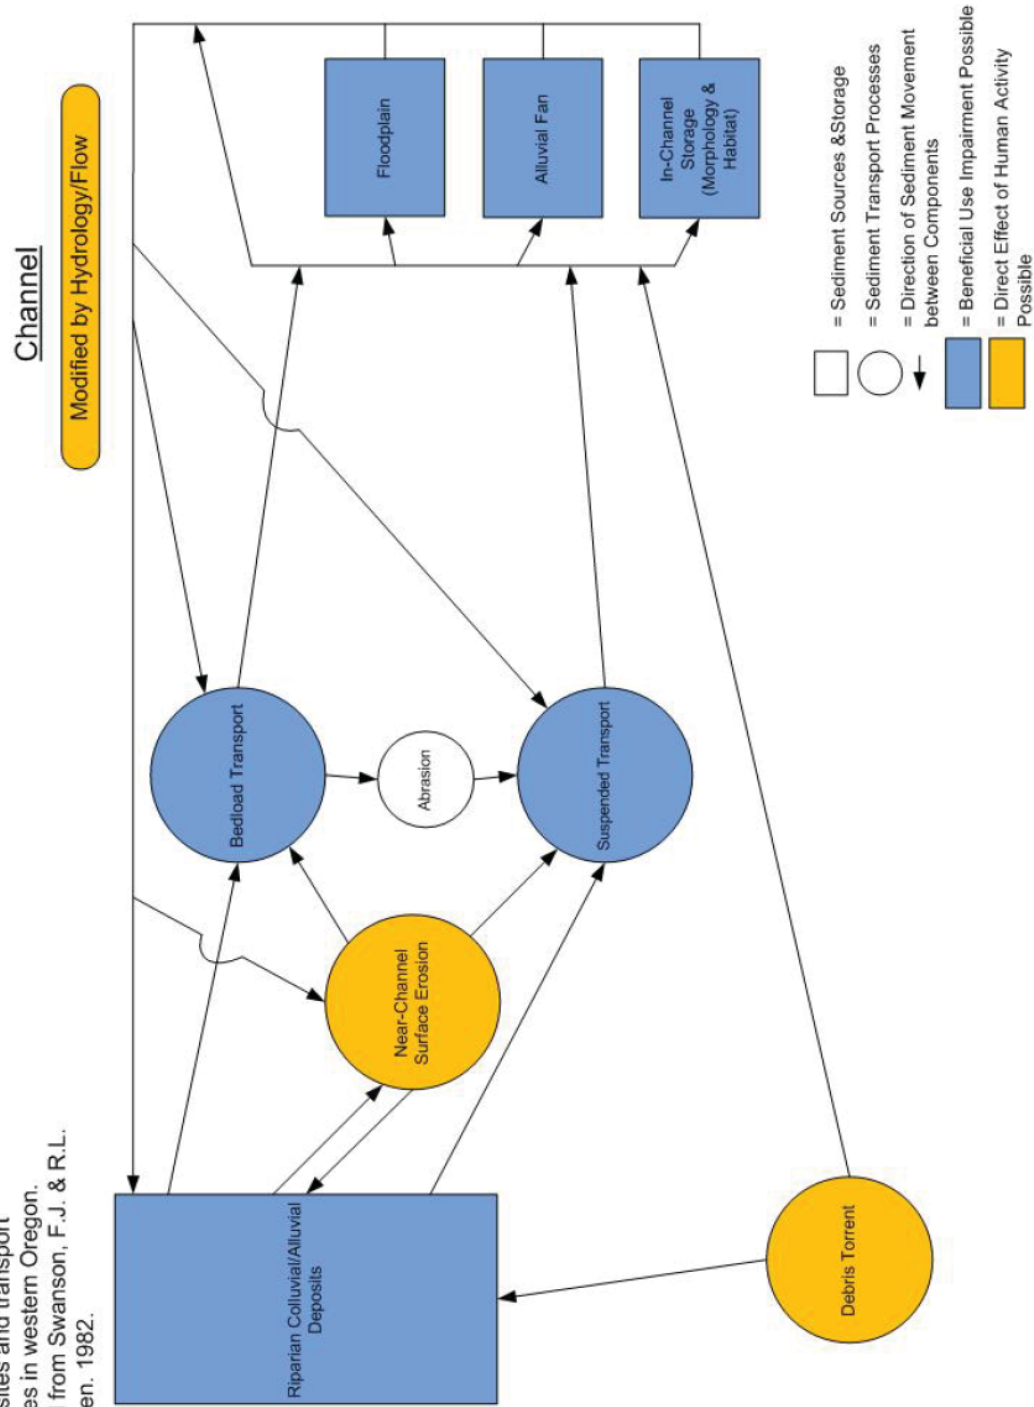 sites and transport
es in western Oregon.
from Swanson, F.J. & R.L.
en. 1982.
Channel
Modified by Hydrology/Flow
Riparian Colluvial/Alluvial
Deposits
Near-Channel
Surface Erosion
Bedload Transport
Abrasion
Suspended Transport
Debris Torrent
Floodplain
Alluvial Fan
In-Channel
Storage
(Morphology &
Habitat)
= Sediment Sources &Storage
= Sediment Transport Processes
= Direction of Sediment Movement
between Components
= Beneficial Use Impairment Possible
= Direct Effect of Human Activity
Possible